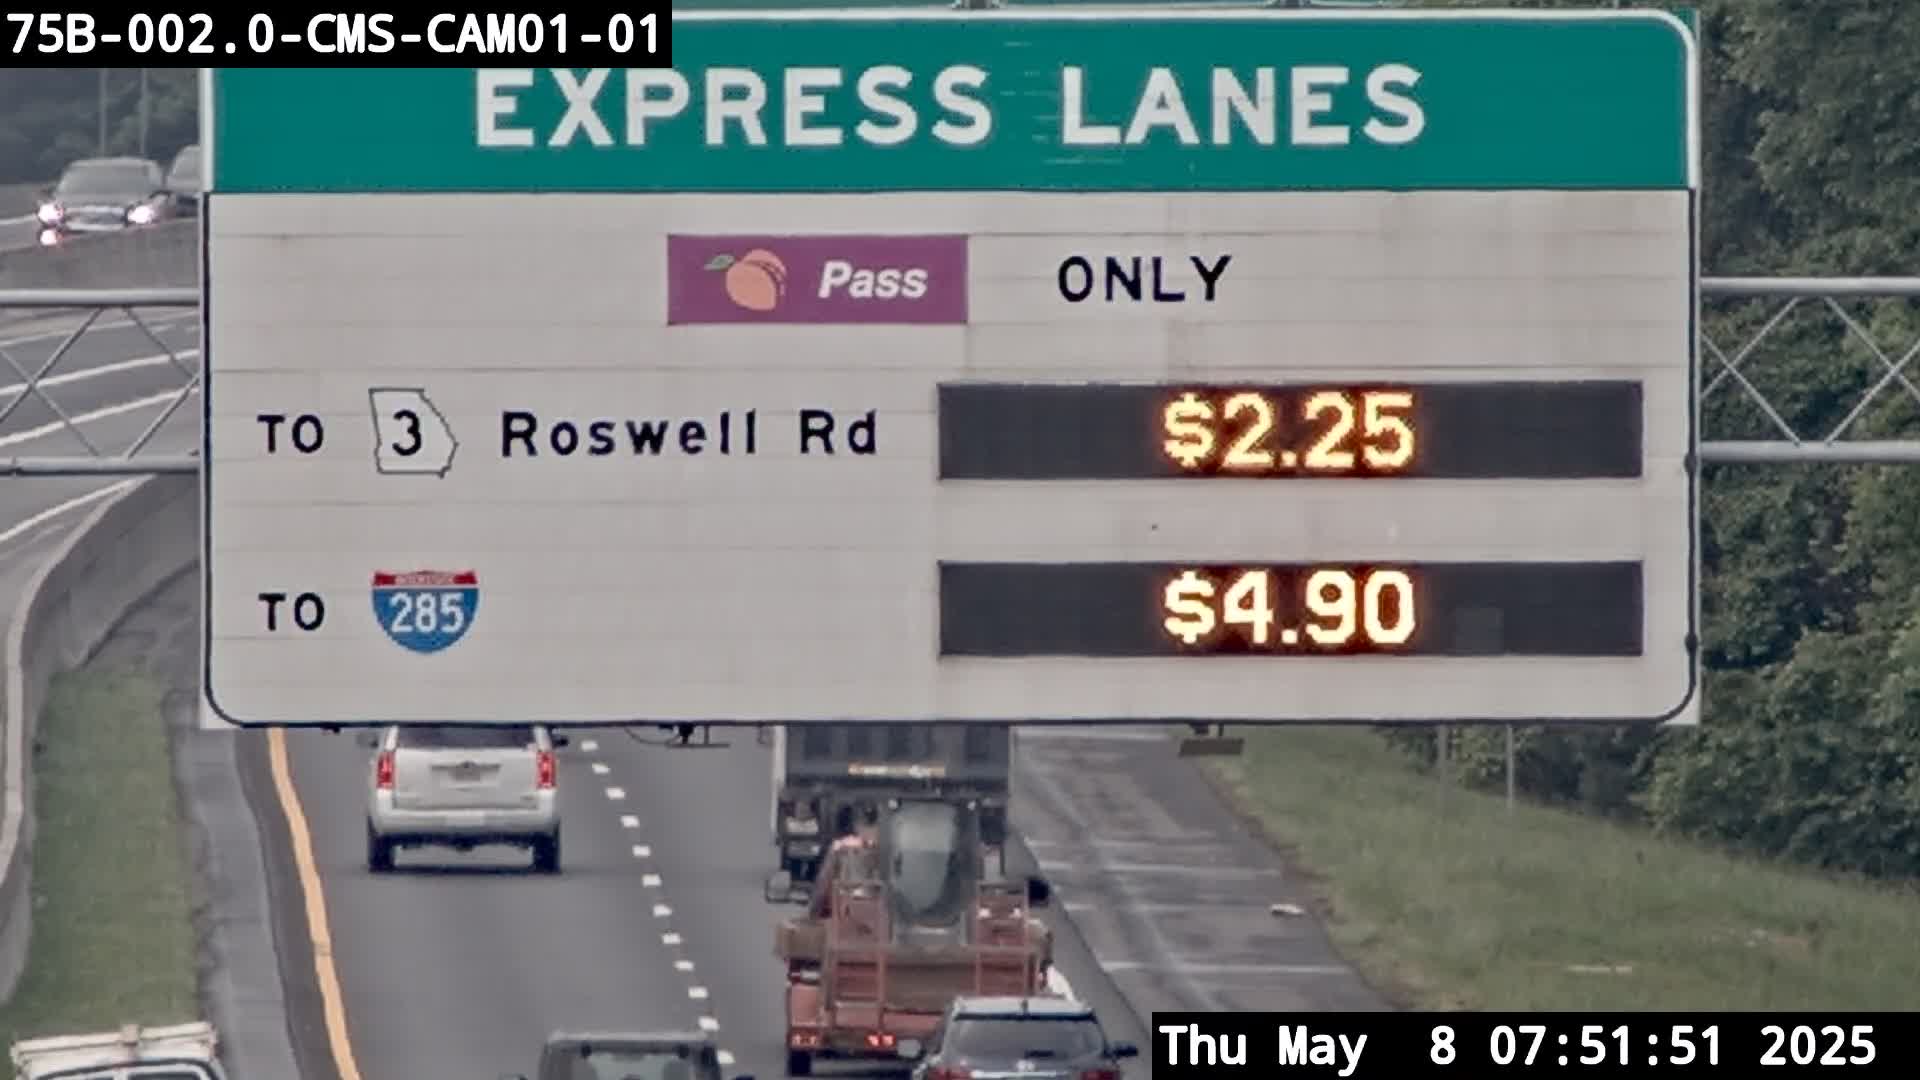 75B-002.0-CMS-CAM01-01
EXPRESS LANES
Pass ONLY
TO 3 Roswell Rd $2.25
TO INTERSTATE 285 $4.90
Thu May 8 07:51:51 2025